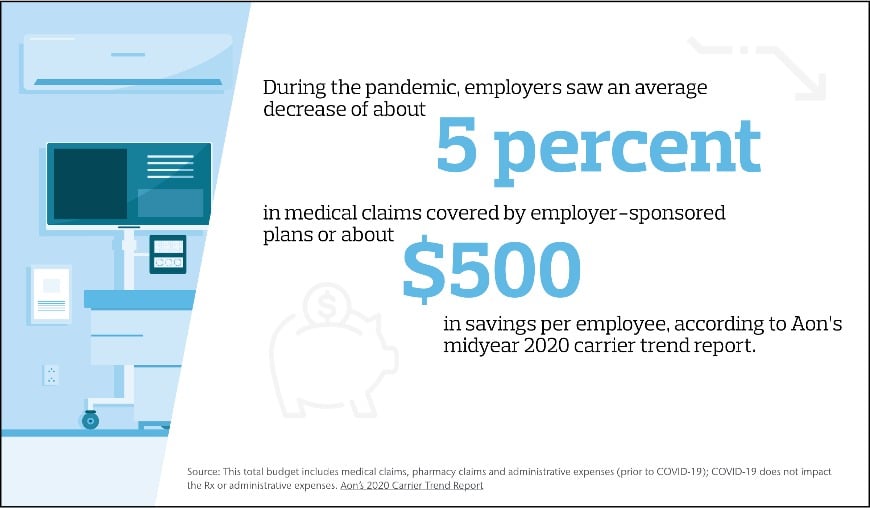 During the pandemic, employers saw an average
decrease of about
5 percent
in medical claims covered by employer-sponsored
plans or about
$500
in savings per employee, according to Aon's
midyear 2020 carrier trend report.
$
Source: This total budget includes medical claims, pharmacy claims and administrative expenses (prior to COVID-19); COVID-19 does not impact
the Rx or administrative expenses. Aon's 2020 Carrier Trend Report